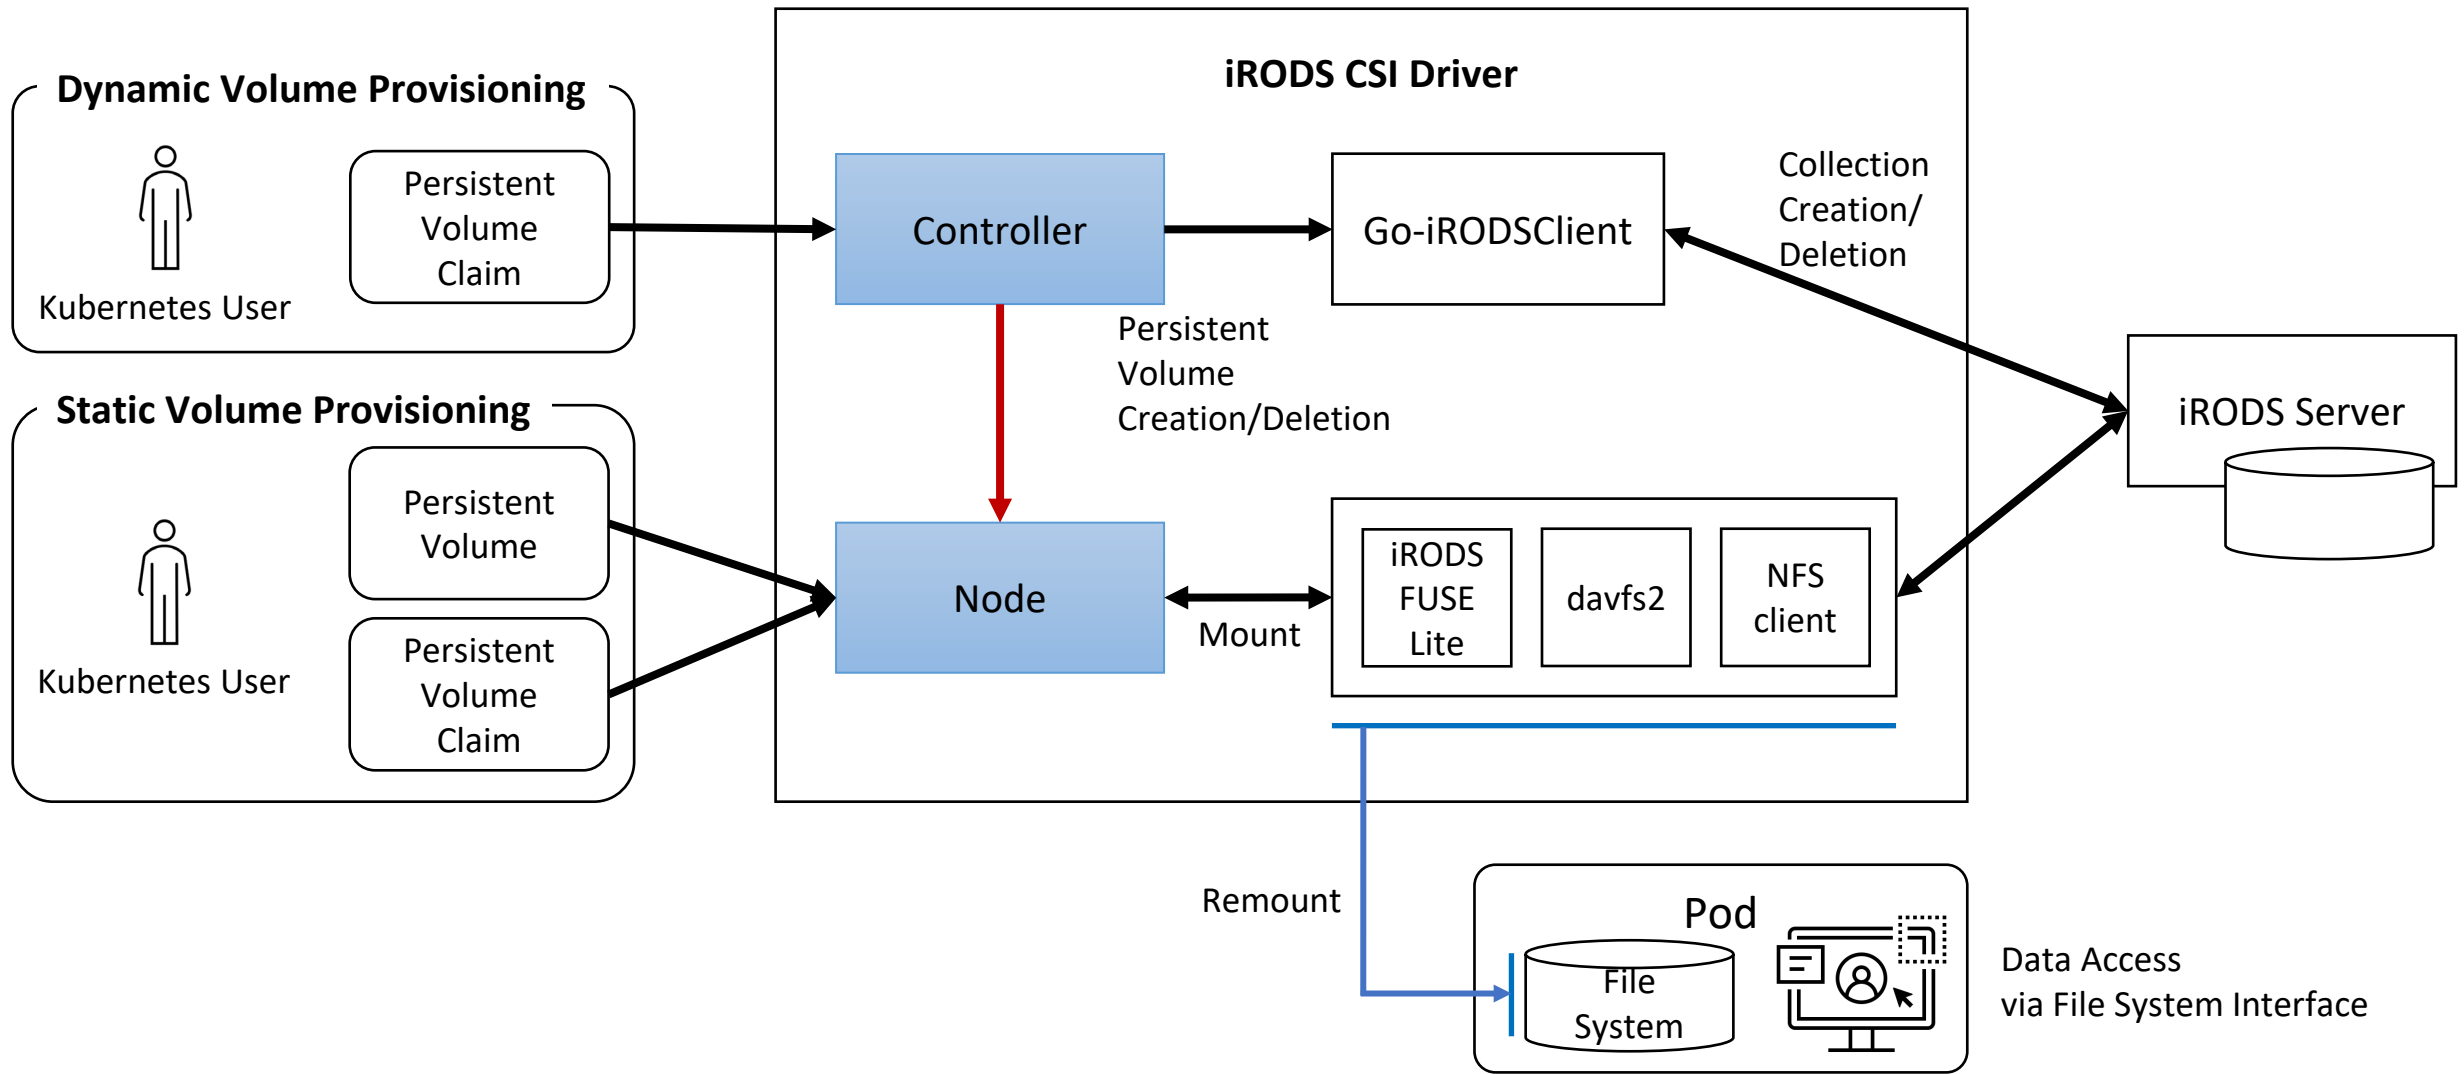 iRODS CSI Driver
Dynamic Volume Provisioning
Persistent
Volume
Claim
Kubernetes User
Controller
Go-iRODSClient
Collection
Creation/
Deletion
Persistent
Volume
Creation/Deletion
iRODS Server
Static Volume Provisioning
Persistent
Volume
Kubernetes User
Persistent
Volume
Claim
Node
Mount
iRODS
FUSE
Lite
davfs2
NFS
client
Remount
Pod
File
System
Data Access
via File System Interface